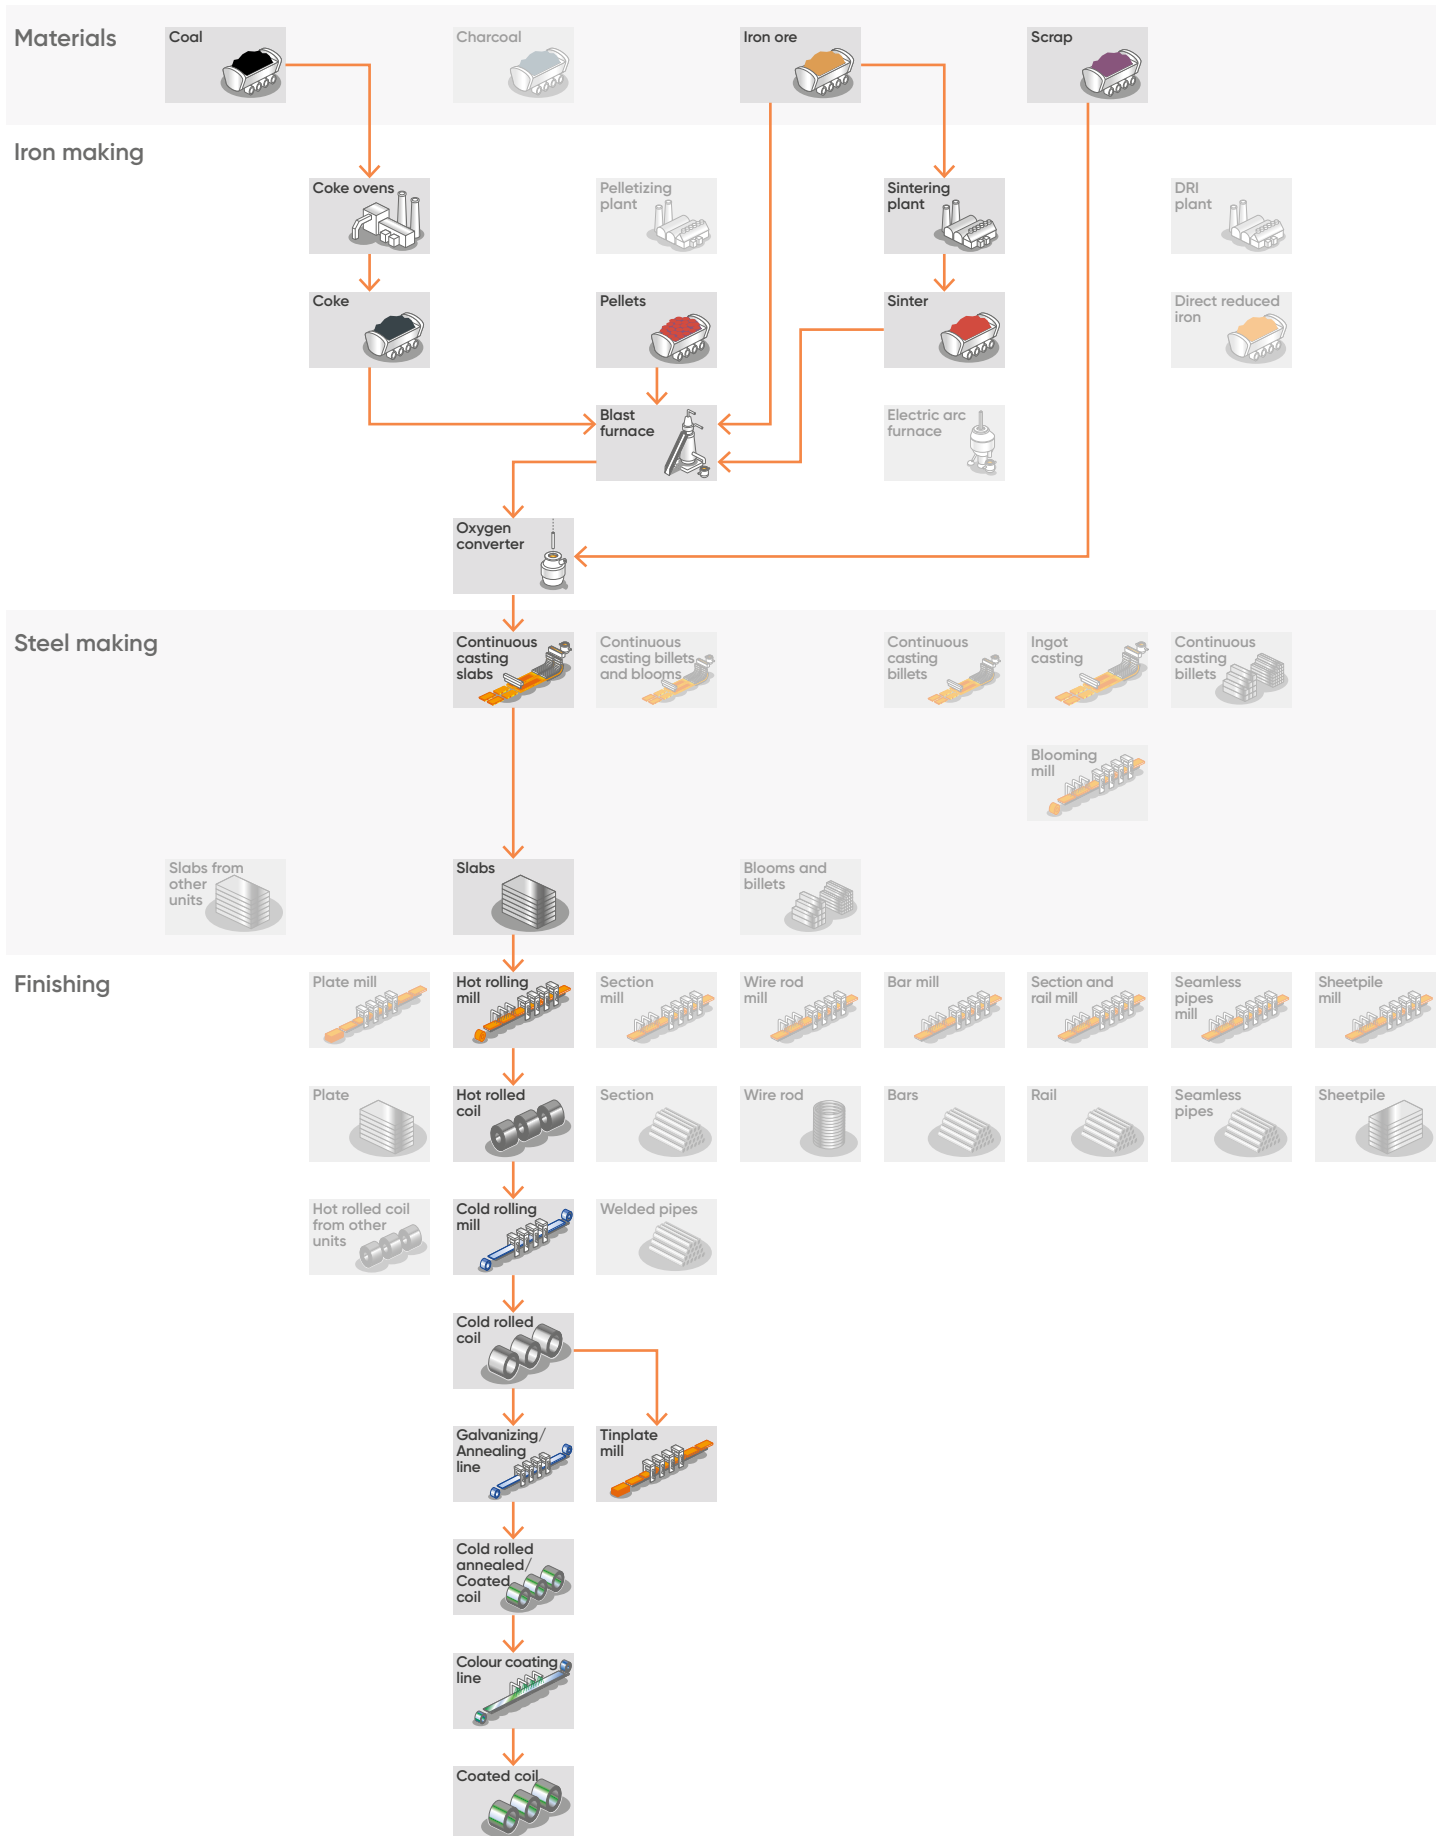 Materials
Coal
Charcoal
Iron ore
Scrap
Iron making
Coke ovens
Pelletizing
plant
Sintering
plant
DRI
plant
Coke
Pellets
Sinter
Direct reduced
iron
Blast
furnace
Electric arc
furnace
Oxygen
converter
Steel making
Continuous
casting
slabs
Continuous
casting billets
and blooms
Continuous
casting
billets
Ingot
casting
Continuous
casting
billets
Blooming
mill
Slabs from
other
units
Slabs
Blooms and
billets
Finishing
Plate mill
Hot rolling
mill
Section
mill
Wire rod
mill
Bar mill
Section and
rail mill
Seamless
pipes
mill
Sheetpile
mill
Plate
Hot rolled
coil
Section
Wire rod
Bars
Rail
Seamless
pipes
Sheetpile
Hot rolled coil
from other
units
Cold rolling
mill
Welded pipes
Cold rolled
coil
Galvanizing/
Annealing
line
Tinplate
mill
Cold rolled
annealed/
Coated
coil
Colour coating
line
Coated coil